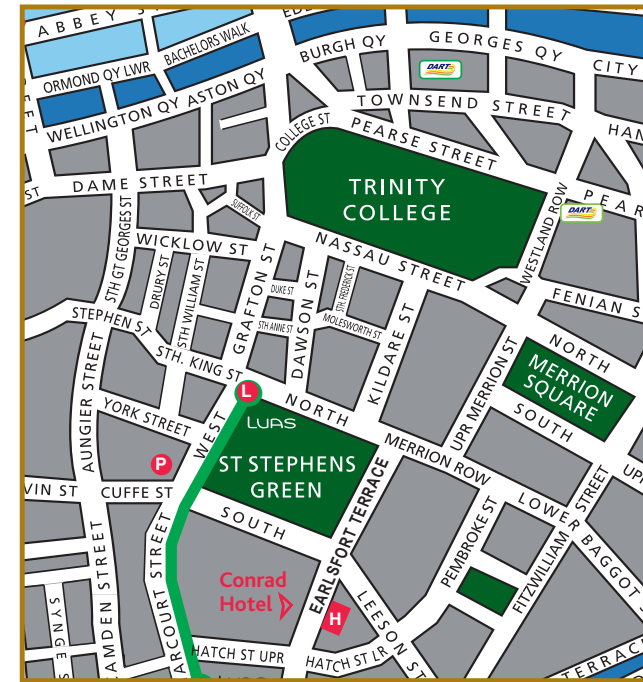 ABBEY S
BACHELORS WALK
ORMOND QY LWR
BURGH QY
GEORGES QY
CITY
DART
WELLINGTON QY
ASTON QY
TOWNSEND STREET
COLLEGE ST
PEARSE STREET
HAN
ST
DAME STREET
TRINITY
COLLEGE
WESTLAND ROW
PEAR
DART
SUFFOLK ST
STH GT GEORGES ST
WICKLOW ST
NASSAU STREET
DRURY ST
STH WILLIAM ST
GRAFTON ST
DUKE ST
DAWSON ST
STH. FREDERICK ST
FENIAN S
STEPHEN ST
STH ANNE ST
MOLESWORTH ST
KILDARE ST
STH. KING ST
NORTH
UPR MERRION ST
MERRION
SQUARE
AUNGIER STREET
YORK STREET
WEST
L
LUAS
NORTH
SOUTH
MERRION ROW
UP
P
ST STEPHENS
GREEN
VIN ST
CUFFE ST
SOUTH
EARLSFORT TERRACE
LOWER BAGGOT
PEMBROKE ST
FITZWILLIAM STREET
Conrad
Hotel
H
LEESON ST
SYNGE S
AMDEN STREET
ARCOURT STREET
HATCH ST UPR
HATCH ST LR
TERRAC